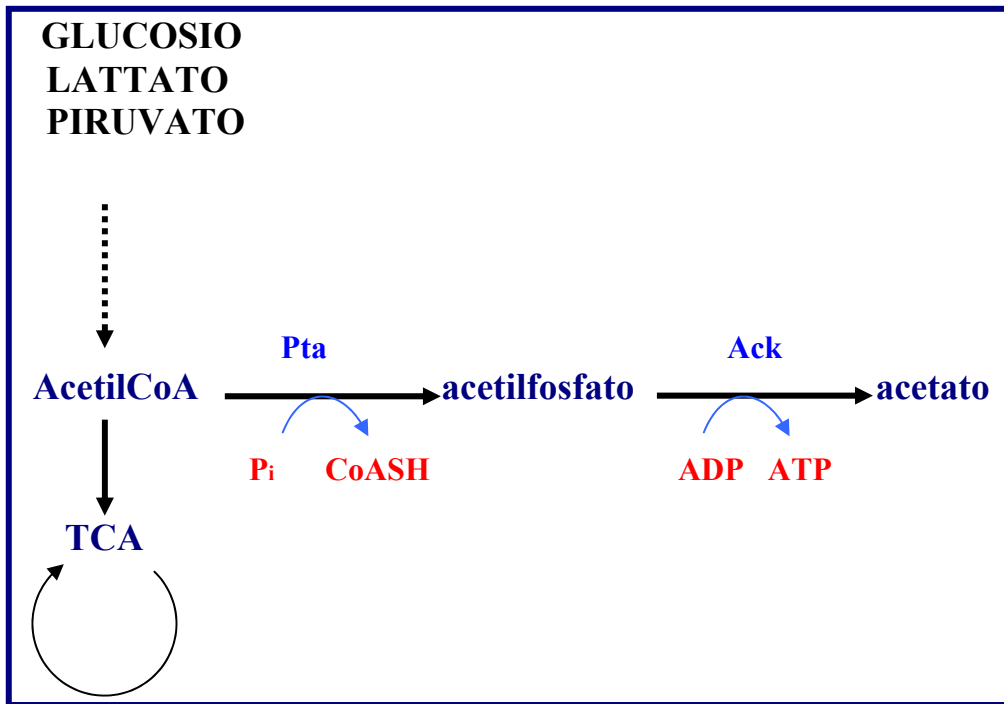 GLUCOSIO
LATTATO
PIRUVATO
Pta
Ack
AcetilCoA
acetilfosfato
acetato
Pi
CoASH
ADP
ATP
TCA